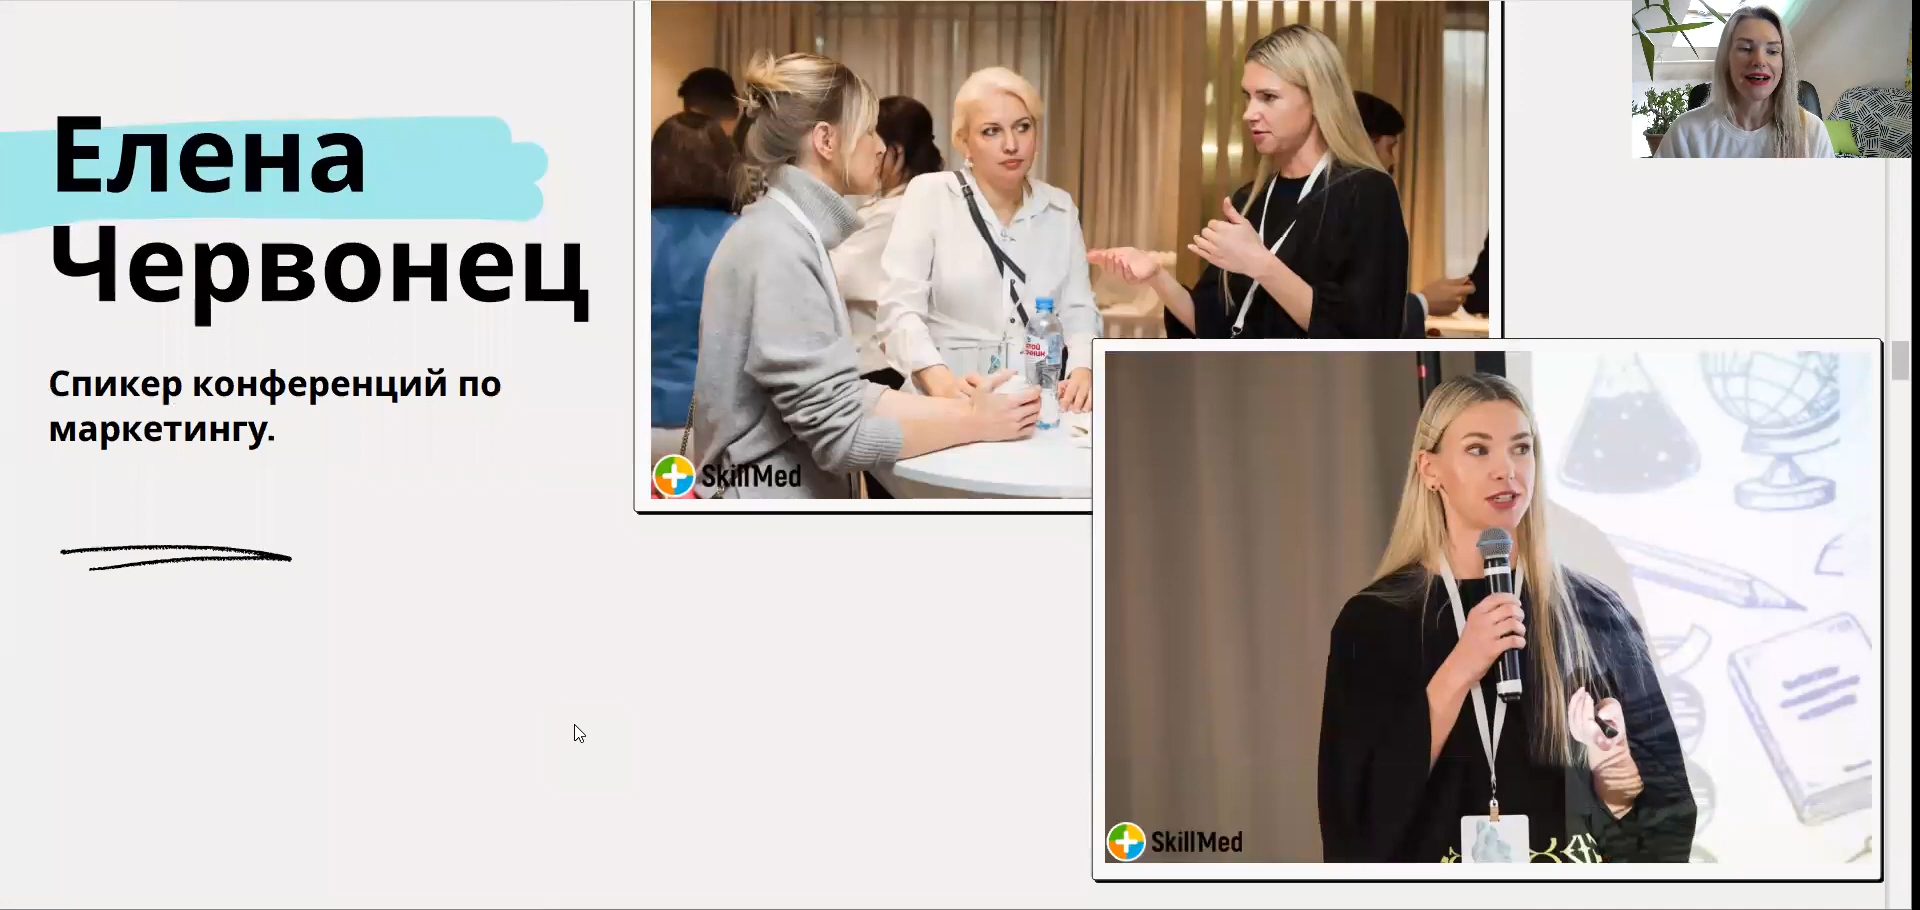 Елена
Червонец
Спикер конференций по
маркетингу.
SkillMed
SkillMed